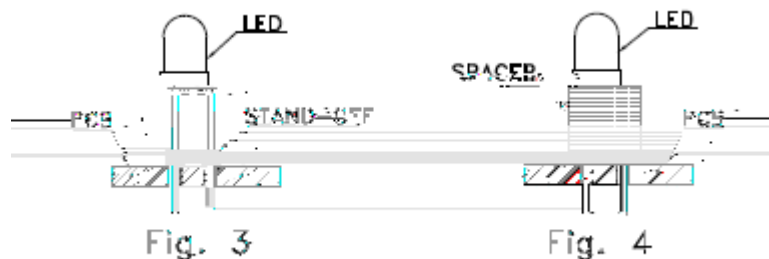 LED
LED
SPACER
PCB
STAND-OFF
PCB
Fig. 3
Fig. 4